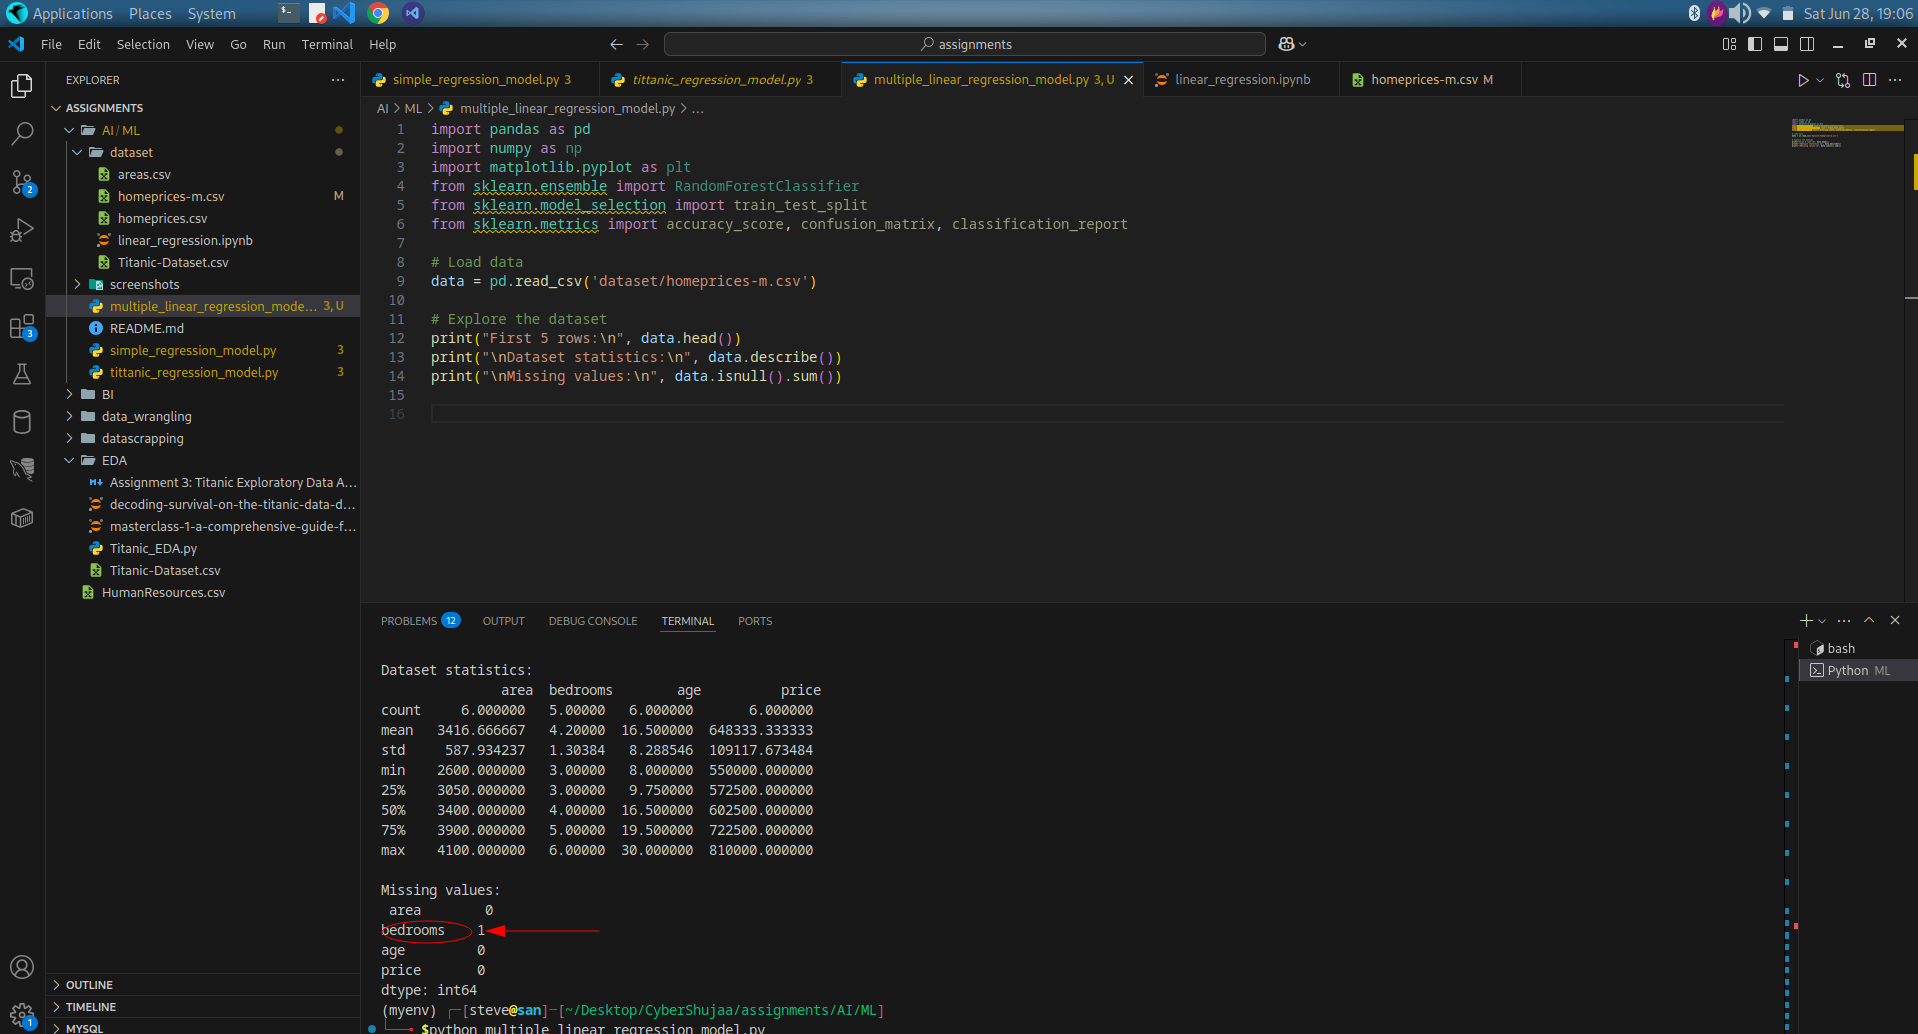 Applications Places System
Sat Jun 28, 19:06
File Edit Selection View Go Run Terminal Help
assignments
EXPLORER
ASSIGNMENTS
AI / ML
dataset
areas.csv
homeprices-m.csv M
homeprices.csv
linear_regression.ipynb
Titanic-Dataset.csv
screenshots
multiple_linear_regression_mode... 3, U
README.md
simple_regression_model.py 3
tittanic_regression_model.py 3
BI
data_wrangling
datascrapping
EDA
Assignment 3: Titanic Exploratory Data A...
decoding-survival-on-the-titanic-data-d...
masterclass-1-a-comprehensive-guide-f...
Titanic_EDA.py
Titanic-Dataset.csv
HumanResources.csv
OUTLINE
TIMELINE
MYSQL
2
3
1
simple_regression_model.py 3
tittanic_regression_model.py 3
multiple_linear_regression_model.py 3, U
linear_regression.ipynb
homeprices-m.csv M
AI > ML > multiple_linear_regression_model.py > ...
1 import pandas as pd
2 import numpy as np
3 import matplotlib.pyplot as plt
4 from sklearn.ensemble import RandomForestClassifier
5 from sklearn.model_selection import train_test_split
6 from sklearn.metrics import accuracy_score, confusion_matrix, classification_report
7
8 # Load data
9 data = pd.read_csv('dataset/homeprices-m.csv')
10
11 # Explore the dataset
12 print("First 5 rows:\n", data.head())
13 print("\nDataset statistics:\n", data.describe())
14 print("\nMissing values:\n", data.isnull().sum())
15
16
PROBLEMS 12 OUTPUT DEBUG CONSOLE TERMINAL PORTS
bash
Python ML
Dataset statistics:
area bedrooms age price
count 6.000000 5.00000 6.000000 6.000000
mean 3416.666667 4.20000 16.500000 648333.333333
std 587.934237 1.30384 8.288546 109117.673484
min 2600.000000 3.00000 8.000000 550000.000000
25% 3050.000000 3.00000 9.750000 572500.000000
50% 3400.000000 4.00000 16.500000 602500.000000
75% 3900.000000 5.00000 19.500000 722500.000000
max 4100.000000 6.00000 30.000000 810000.000000
Missing values:
area 0
bedrooms 1
age 0
price 0
dtype: int64
(myenv) ┌─[steve@san]─[~/Desktop/CyberShujaa/assignments/AI/ML]
└──╼ $python multiple_linear_regression_model.py